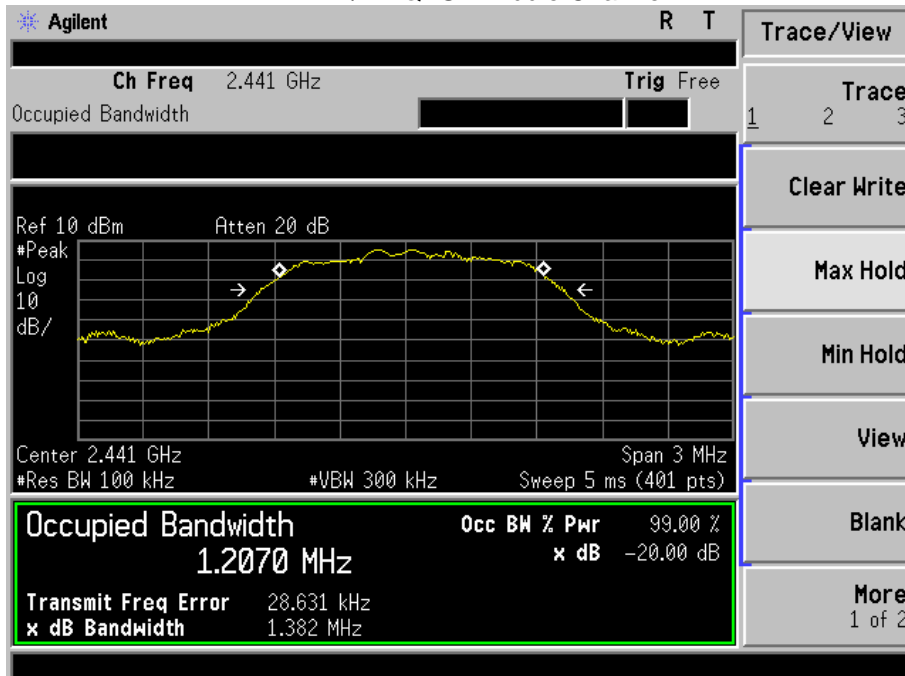 Agilent R T
Trace/View
Ch Freq 2.441 GHz Trig Free
Occupied Bandwidth
Trace
1 2 3
Clear Write
Ref 10 dBm Atten 20 dB
#Peak
Log
10
dB/
Max Hold
Min Hold
Center 2.441 GHz Span 3 MHz
#Res BW 100 kHz #VBW 300 kHz Sweep 5 ms (401 pts)
View
Occupied Bandwidth Occ BW % Pwr 99.00 %
1.2070 MHz x dB -20.00 dB
Blank
Transmit Freq Error 28.631 kHz
x dB Bandwidth 1.382 MHz
More
1 of 2